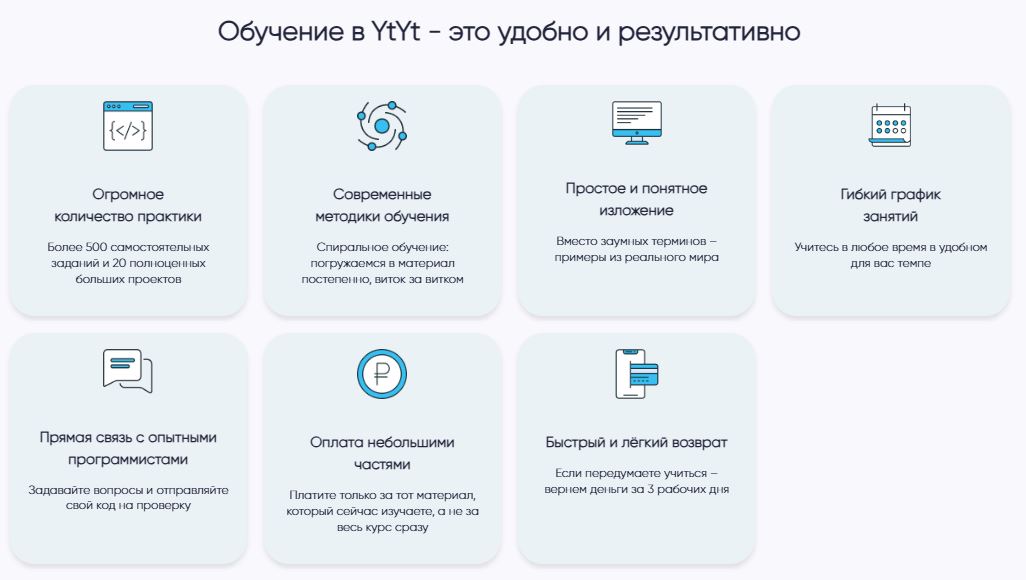 Обучение в YtYt - это удобно и результативно
{</>}
Огромное
количество практики
Более 500 самостоятельных
заданий и 20 полноценных
больших проектов
Современные
методики обучения
Спиральное обучение:
погружаемся в материал
постепенно, виток за витком
Простое и понятное
изложение
Вместо заумных терминов –
примеры из реального мира
Гибкий график
занятий
Учитесь в любое время в удобном
для вас темпе
Прямая связь с опытными
программистами
Задавайте вопросы и отправляйте
свой код на проверку
₽
Оплата небольшими
частями
Платите только за тот материал,
который сейчас изучаете, а не за
весь курс сразу
Быстрый и лёгкий возврат
Если передумаете учиться –
вернем деньги за 3 рабочих дня